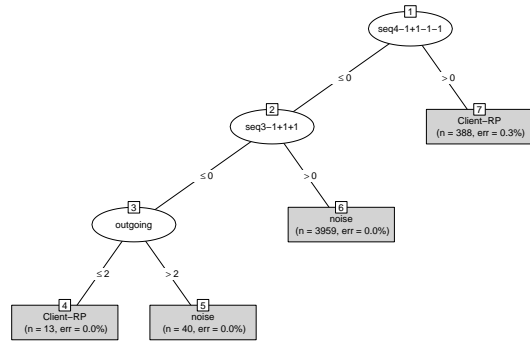 1
seq4−1+1−1−1
≤ 0
> 0
2
seq3−1+1+1
7
Client−RP
(n = 388, err = 0.3%)
≤ 0
> 0
3
outgoing
6
noise
(n = 3959, err = 0.0%)
≤ 2
> 2
4
Client−RP
(n = 13, err = 0.0%)
5
noise
(n = 40, err = 0.0%)